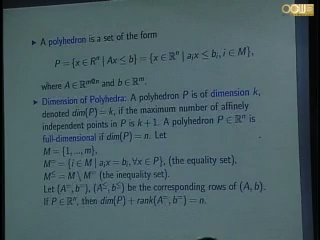 OCW
▶ A polyhedron is a set of the form
P = {x ∈ Rⁿ | Ax ≤ b} = {x ∈ ℝⁿ | aᵢx ≤ bᵢ, i ∈ M},
where A ∈ ℝ and b ∈ ℝᵐ.
▶ Dimension of Polyhedra: A polyhedron P is of dimension k,
denoted dim(P) = k, if the maximum number of affinely
independent points in P is k + 1. A polyhedron P ∈ ℝⁿ is
full-dimensional if dim(P) = n. Let
M = {1, ..., m},
M⁼ = {i ∈ M | aᵢx = bᵢ, ∀x ∈ P}, (the equality set),
M≤ = M \ M⁼ (the inequality set).
Let (A⁼, b⁼), (A≤, b≤) be the corresponding rows of (A, b).
If P ∈ ℝⁿ, then dim(P) + rank(A⁼, b⁼) = n.